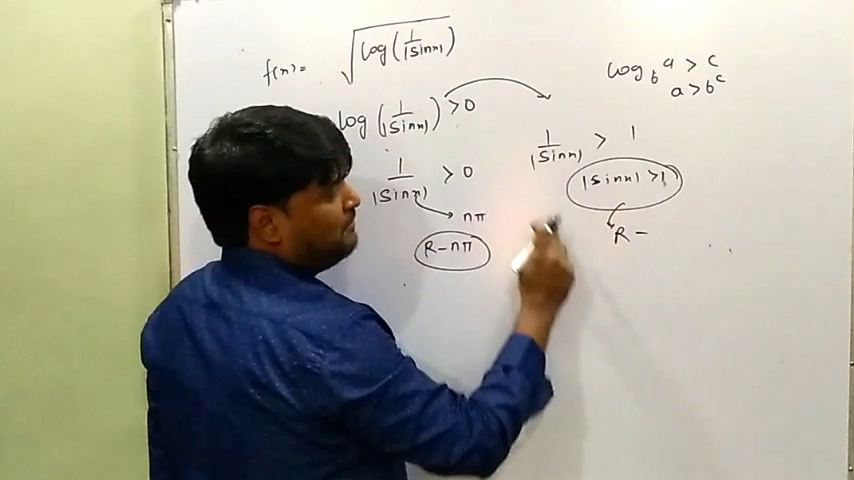 f(x) = √log(1/|sinx|)
log(1/|sinx|) > 0
1/|sinx| > 0
nπ
R-nπ
log_b a > c
a > b^c
1/|sinx| > 1
|sinx| > 1
R -